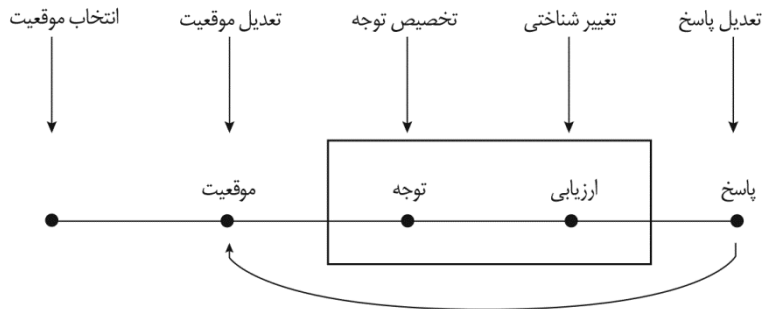 تعدیل پاسخ	تغییر شناختی	تخصیص توجه	تعدیل موقعیت	انتخاب موقعیت
پاسخ	ارزیابی	توجه	موقعیت